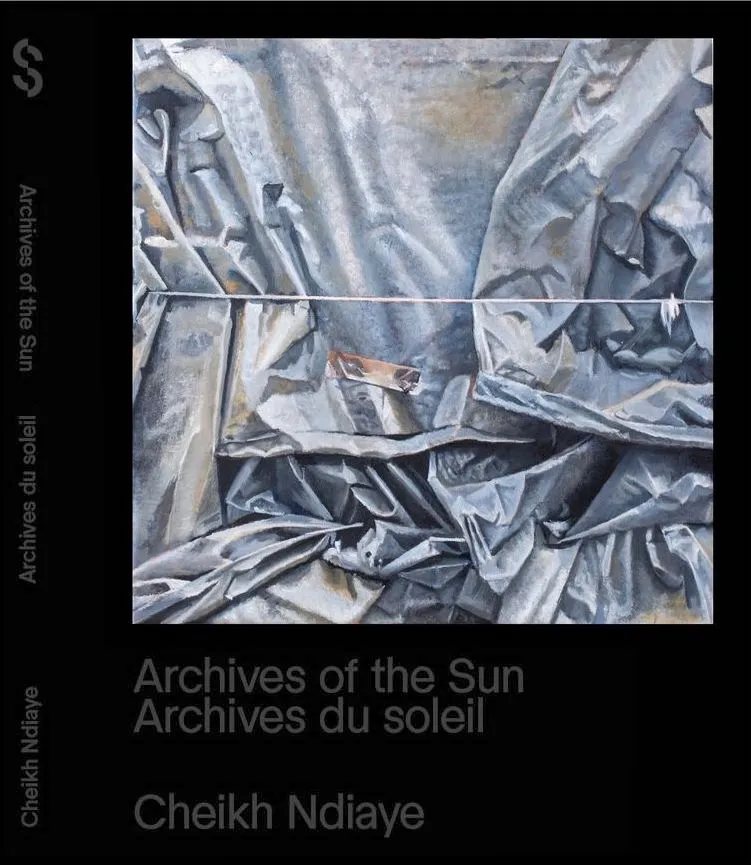 Archives of the Sun
Archives du soleil
Cheikh Ndiaye
Archives of the Sun
Archives du soleil
Cheikh Ndiaye